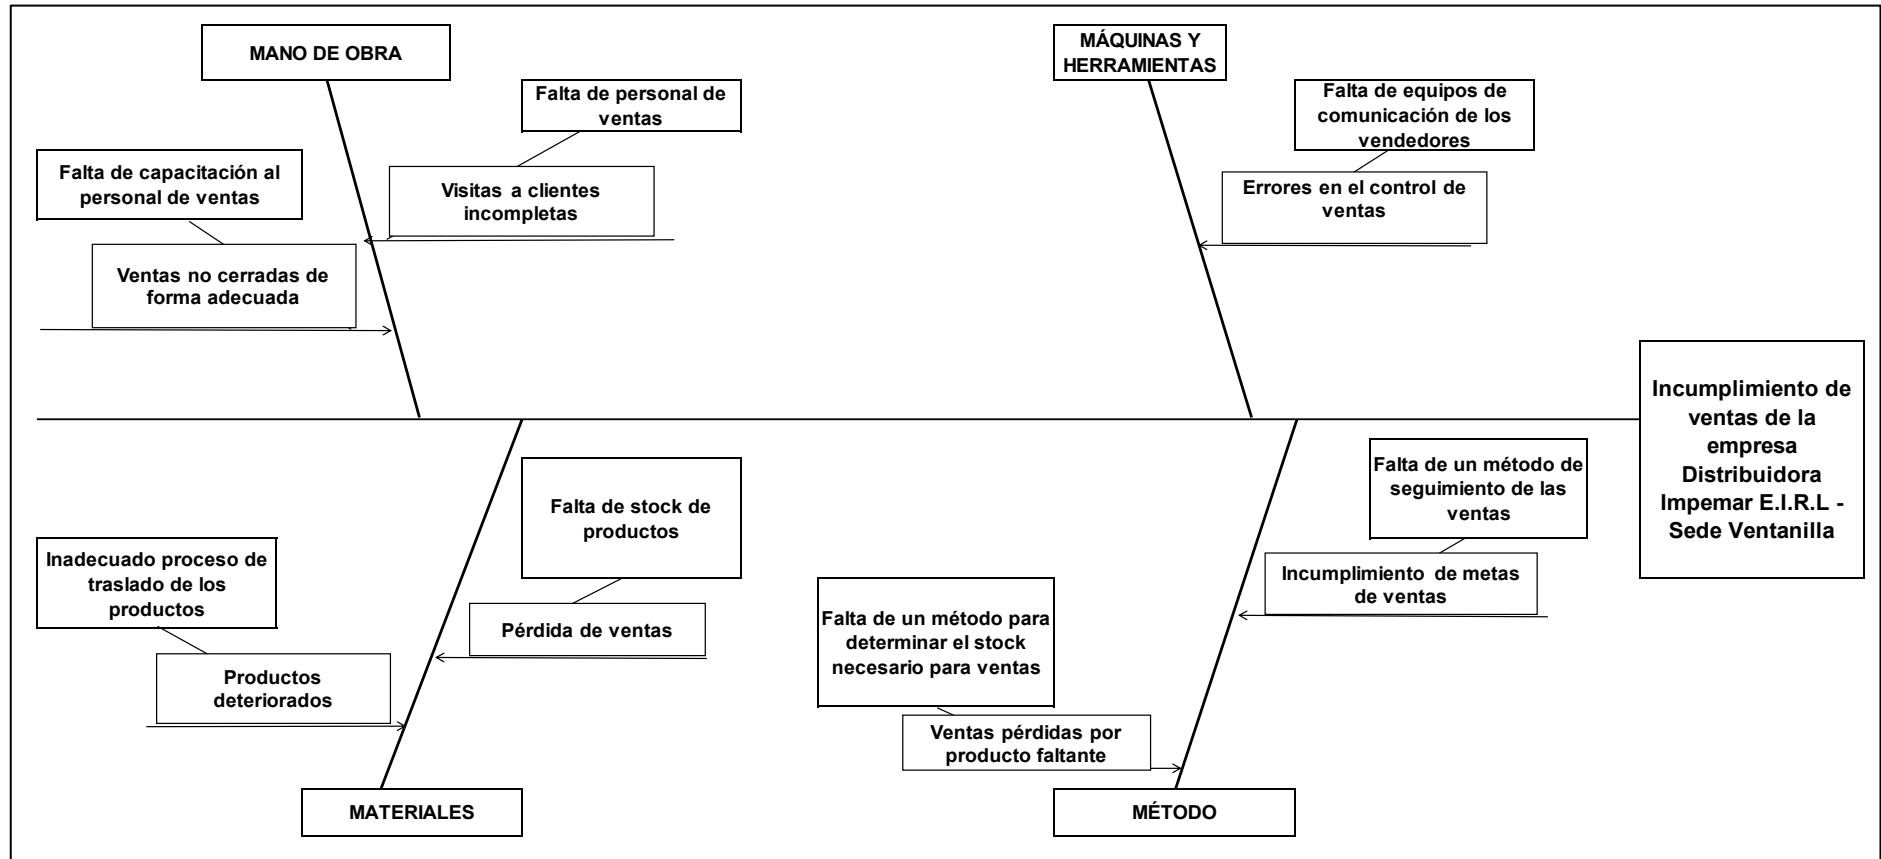 MANO DE OBRA
MÁQUINAS Y
HERRAMIENTAS
Falta de personal de
ventas
Falta de equipos de
comunicación de los
vendedores
Falta de capacitación al
personal de ventas
Visitas a clientes
incompletas
Errores en el control de
ventas
Ventas no cerradas de
forma adecuada
Incumplimiento de
ventas de la
empresa
Distribuidora
Impemar E.I.R.L -
Sede Ventanilla
Falta de stock de
productos
Falta de un método de
seguimiento de las
ventas
Inadecuado proceso de
traslado de los
productos
Pérdida de ventas
Falta de un método para
determinar el stock
necesario para ventas
Incumplimiento de metas
de ventas
Productos
deteriorados
Ventas pérdidas por
producto faltante
MATERIALES
MÉTODO